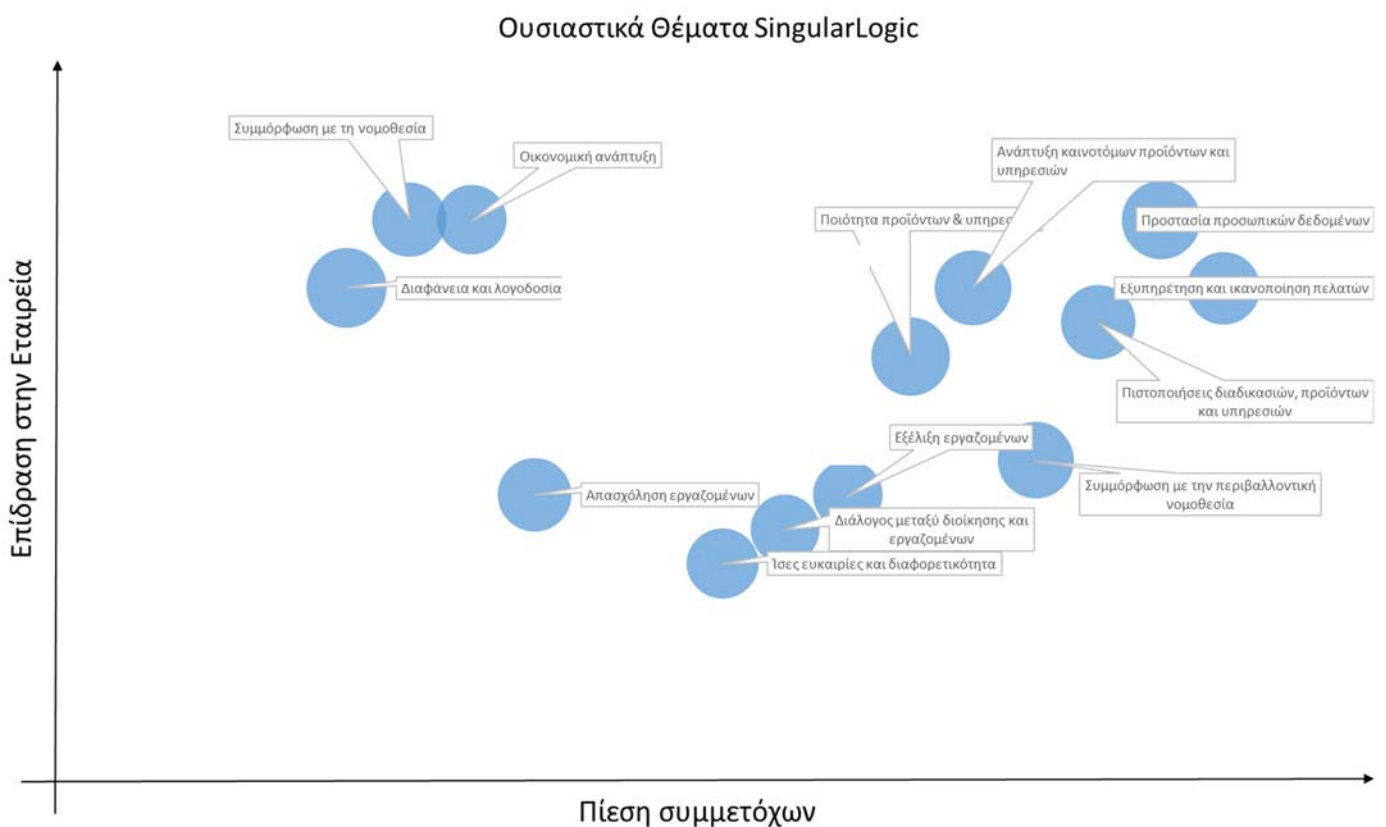 Ουσιαστικά Θέματα SingularLogic
Συμμόρφωση με τη νομοθεσία
Οικονομική ανάπτυξη
Ανάπτυξη καινοτόμων προϊόντων και
υπηρεσιών
Ποιότητα προϊόντων &
Προστασία προσωπικών δεδομένων
Διαφάνεια και λογοδοσία
Εξυπηρέτηση και ικανοποίηση πελατών
Πιστοποιήσεις διαδικασιών, προϊόντων
και υπηρεσιών
Εξέλιξη εργαζομένων
Απασχόληση εργαζομένων
Συμμόρφωση με την περιβαλλοντική
νομοθεσία
Διάλογος μεταξύ διοίκησης και
εργαζομένων
Ίσες ευκαιρίες και διαφορετικότητα
Επίδραση στην Εταιρεία
Πίεση συμμετόχων